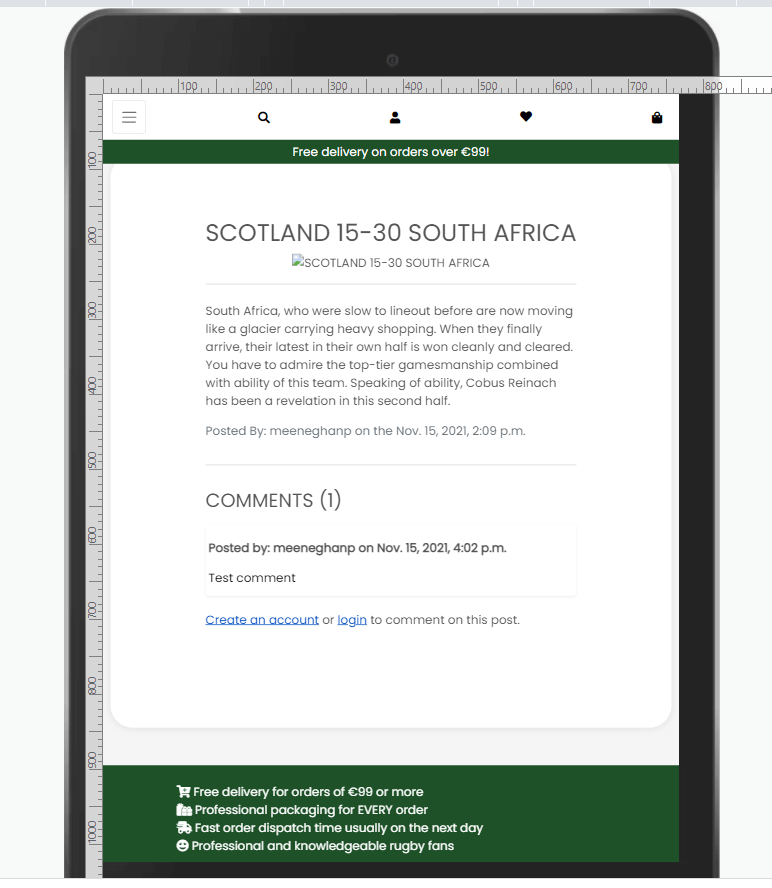 100 200 300 400 500 600 700 800
Free delivery on orders over €99!
100
200
300
400
500
600
700
800
900
1000
SCOTLAND 15-30 SOUTH AFRICA
SCOTLAND 15-30 SOUTH AFRICA
South Africa, who were slow to lineout before are now moving
like a glacier carrying heavy shopping. When they finally
arrive, their latest in their own half is won cleanly and cleared.
You have to admire the top-tier gamesmanship combined
with ability of this team. Speaking of ability, Cobus Reinach
has been a revelation in this second half.
Posted By: meeneghanp on the Nov. 15, 2021, 2:09 p.m.
COMMENTS (1)
Posted by: meeneghanp on Nov. 15, 2021, 4:02 p.m.
Test comment
Create an account or login to comment on this post.
Free delivery for orders of €99 or more
Professional packaging for EVERY order
Fast order dispatch time usually on the next day
Professional and knowledgeable rugby fans